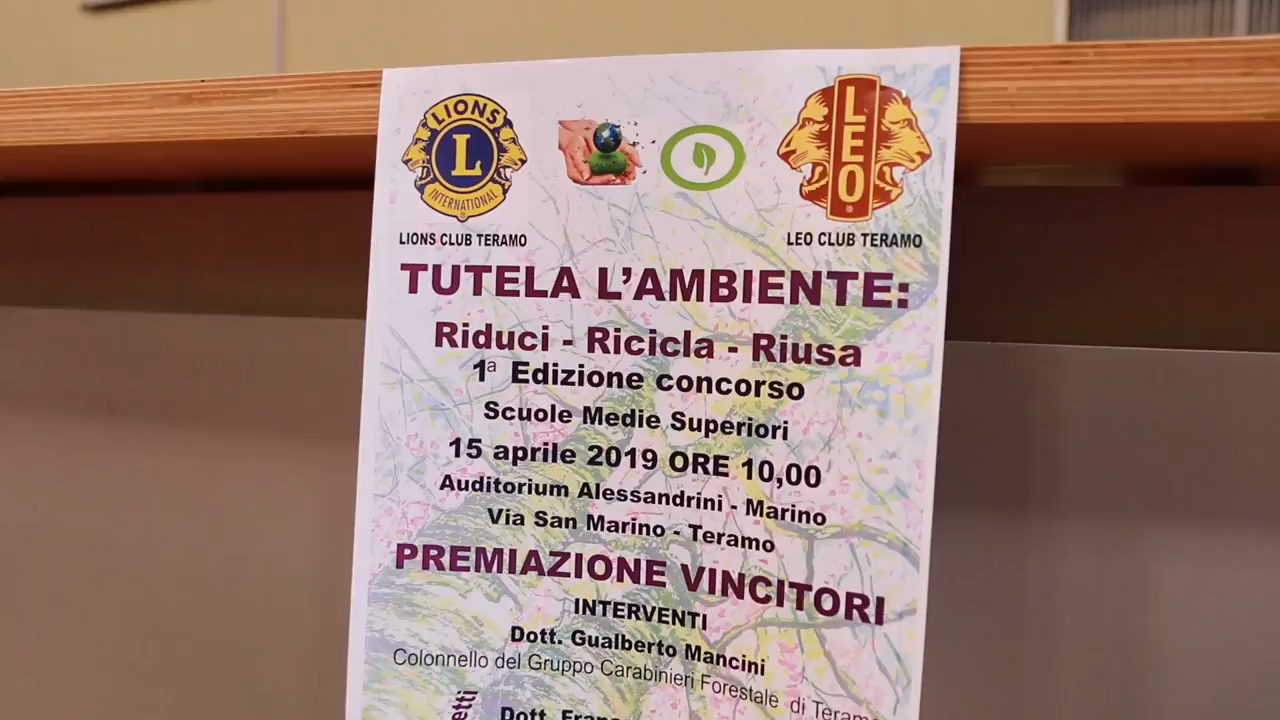 LIONS
L
INTERNATIONAL
LEO
LIONS CLUB TERAMO
LEO CLUB TERAMO
TUTELA L'AMBIENTE:
Riduci - Ricicla - Riusa
1ª Edizione concorso
Scuole Medie Superiori
15 aprile 2019 ORE 10,00
Auditorium Alessandrini - Marino
Via San Marino - Teramo
PREMIAZIONE VINCITORI
INTERVENTI
Dott. Gualberto Mancini
Colonnello del Gruppo Carabinieri Forestale di Teramo
Dott.